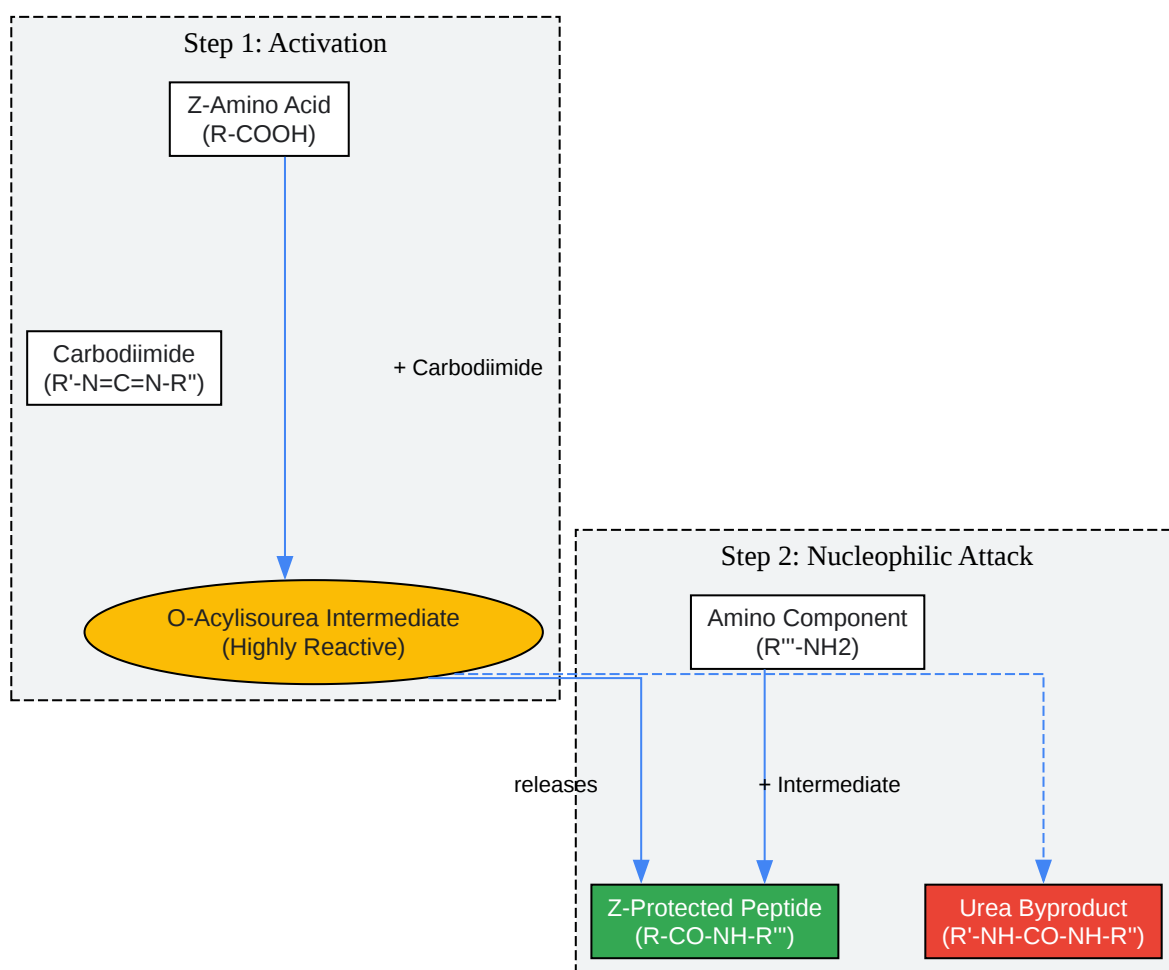 Step 1: Activation
Z-Amino Acid
(R-COOH)
Carbodiimide
(R'-N=C=N-R'')
+ Carbodiimide
O-Acylisourea Intermediate
(Highly Reactive)
Step 2: Nucleophilic Attack
Amino Component
(R'''-NH2)
releases
+ Intermediate
Z-Protected Peptide
(R-CO-NH-R''')
Urea Byproduct
(R'-NH-CO-NH-R'')